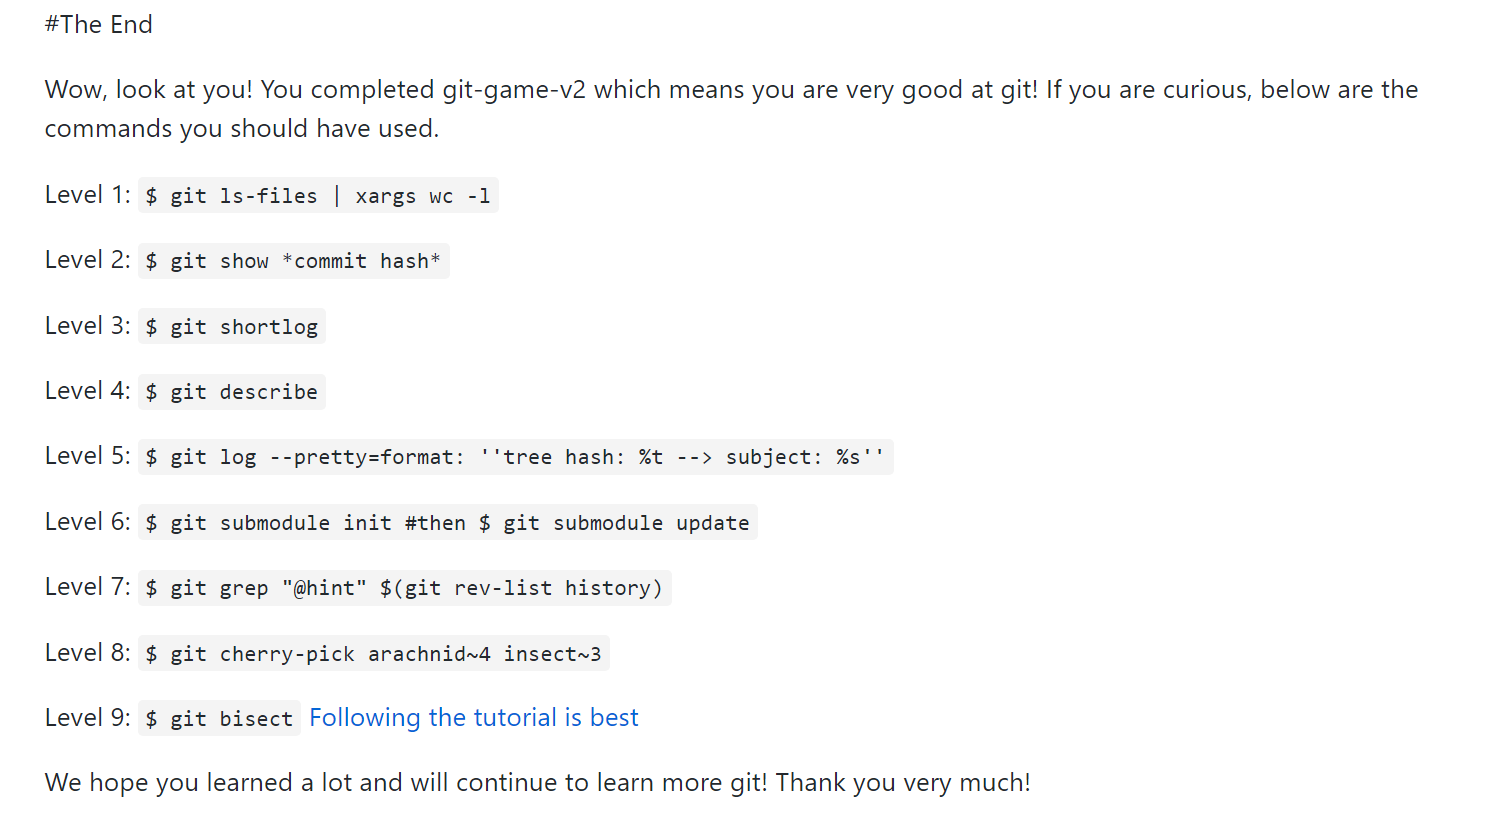 #The End
Wow, look at you! You completed git-game-v2 which means you are very good at git! If you are curious, below are the
commands you should have used.
Level 1: $ git ls-files | xargs wc -l
Level 2: $ git show *commit hash*
Level 3: $ git shortlog
Level 4: $ git describe
Level 5: $ git log --pretty=format: ''tree hash: %t --> subject: %s''
Level 6: $ git submodule init #then $ git submodule update
Level 7: $ git grep "@hint" $(git rev-list history)
Level 8: $ git cherry-pick arachnid~4 insect~3
Level 9: $ git bisect Following the tutorial is best
We hope you learned a lot and will continue to learn more git! Thank you very much!